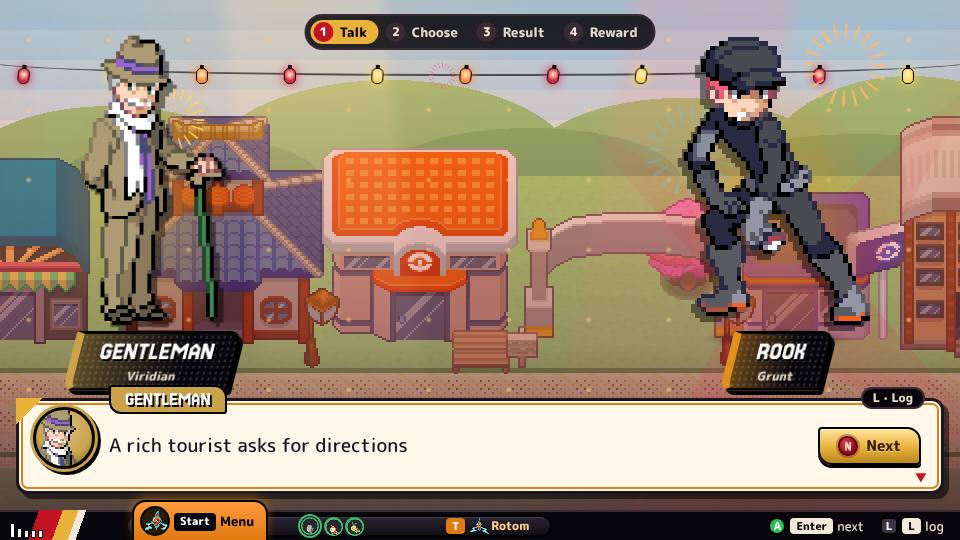 1 Talk 2 Choose 3 Result 4 Reward
GENTLEMAN
Viridian
ROOK
Grunt
GENTLEMAN
L · Log
A rich tourist asks for directions
N Next
Start Menu
T Rotom
A Enter next L L log